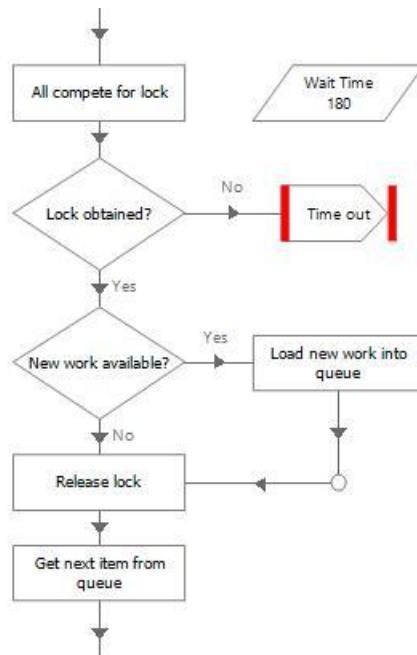 All compete for lock
Wait Time
180
Lock obtained?
No
Time out
Yes
New work available?
Yes
Load new work into
queue
No
Release lock
Get next item from
queue